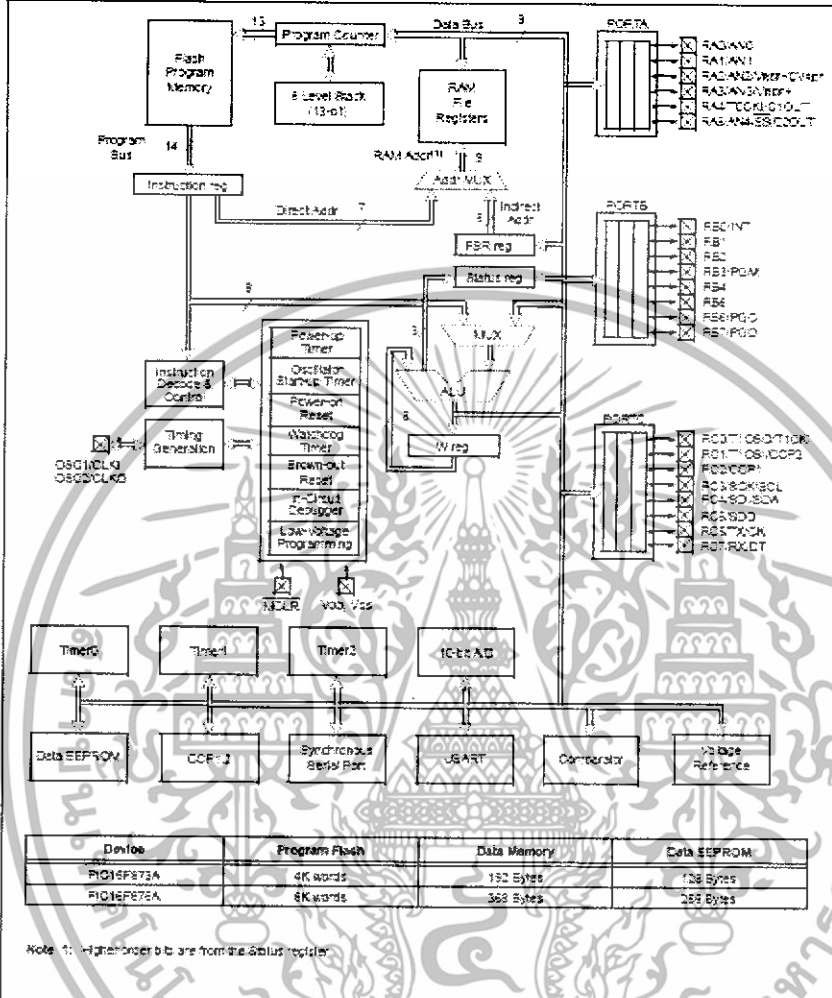 13
Program Counter
Data Bus
8
PORTA
Flash
Program
Memory
8 Level Stack
(13-bit)
RAM
File
Registers
RA0/AN0
RA1/AN1
RA2/AN2/VREF-/CVREF
RA3/AN3/VREF+
RA4/T0CKI/C1OUT
RA5/AN4/SS/C2OUT
Program
Bus
14
RAM Addr(1)
9
Addr MUX
Instruction reg
Direct Addr
7
8
Indirect
Addr
FSR reg
Status reg
PORTB
RB0/INT
RB1
RB2
RB3/PGM
RB4
RB5
RB6/PGC
RB7/PGD
8
3
MUX
Power-up
Timer
Oscillator
Start-up Timer
Power-on
Reset
Watchdog
Timer
Brown-out
Reset
In-Circuit
Debugger
Low-Voltage
Programming
Instruction
Decode &
Control
Timing
Generation
OSC1/CLKI
OSC2/CLKO
ALU
8
W reg
PORTC
RC0/T1OSO/T1CKI
RC1/T1OSI/CCP2
RC2/CCP1
RC3/SCK/SCL
RC4/SDI/SDA
RC5/SDO
RC6/TX/CK
RC7/RX/DT
MCLR
VDD, VSS
Timer0
Timer1
Timer2
10-bit A/D
Data EEPROM
CCP1,2
Synchronous
Serial Port
USART
Comparator
Voltage
Reference
Device Program Flash Data Memory Data EEPROM
PIC16F873A 4K words 192 Bytes 128 Bytes
PIC16F876A 8K words 368 Bytes 256 Bytes
Note 1: Higher order bits are from the Status register